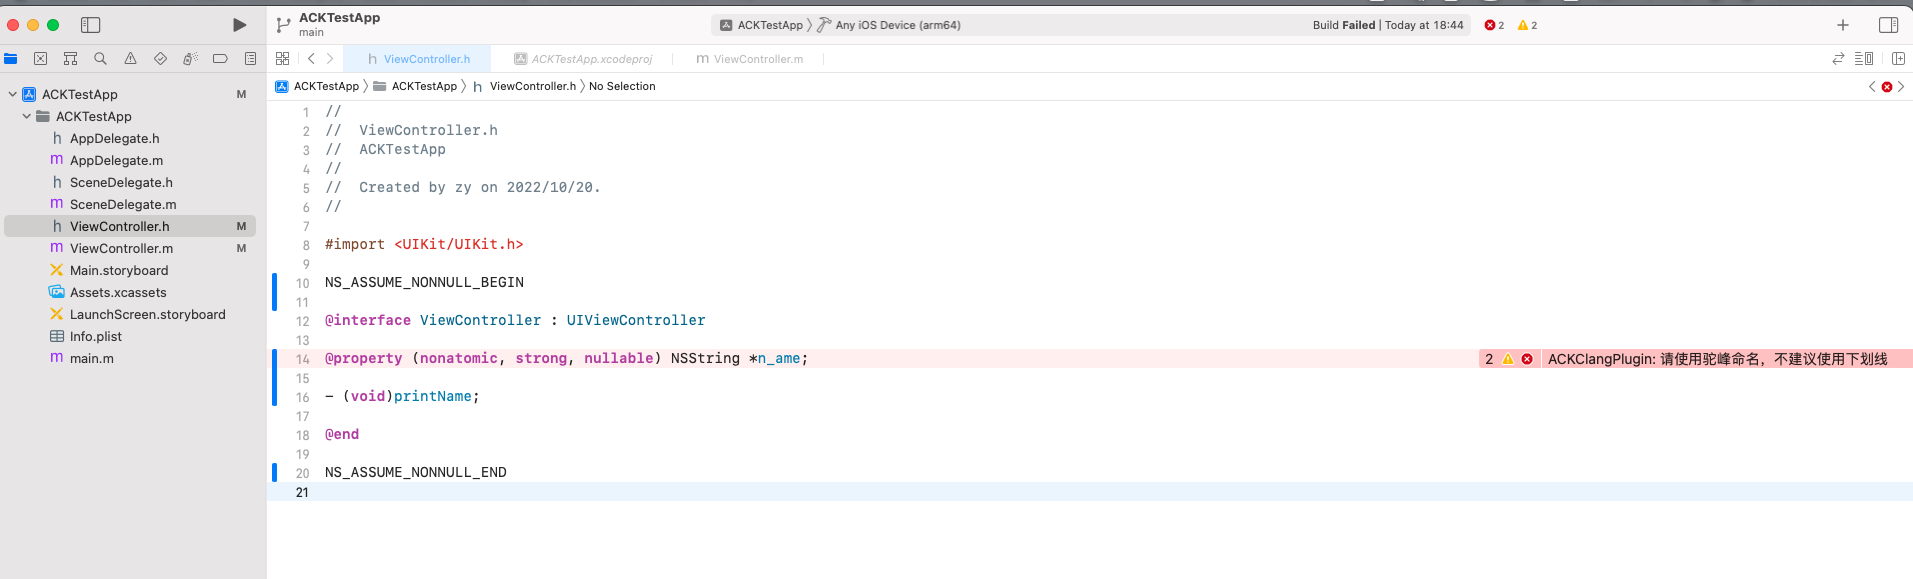 ACKTestApp
main
ACKTestApp
Any iOS Device (arm64)
Build Failed | Today at 18:44
2
2
ViewController.h
ACKTestApp.xcodeproj
ViewController.m
ACKTestApp
ACKTestApp
ViewController.h
No Selection
ACKTestApp M
ACKTestApp
h AppDelegate.h
m AppDelegate.m
h SceneDelegate.h
m SceneDelegate.m
h ViewController.h M
m ViewController.m M
Main.storyboard
Assets.xcassets
LaunchScreen.storyboard
Info.plist
m main.m
1 //
2 //  ViewController.h
3 //  ACKTestApp
4 //
5 //  Created by zy on 2022/10/20.
6 //
7
8 #import <UIKit/UIKit.h>
9
10 NS_ASSUME_NONNULL_BEGIN
11
12 @interface ViewController : UIViewController
13
14 @property (nonatomic, strong, nullable) NSString *n_ame;
2 ACKClangPlugin: 请使用驼峰命名，不建议使用下划线
15
16 - (void)printName;
17
18 @end
19
20 NS_ASSUME_NONNULL_END
21